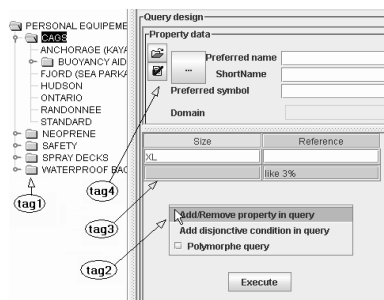 PERSONAL EQUIPEME
CAGS
ANCHORAGE (KAYA
BUOYANCY AID
FJORD (SEA PARKA
HUDSON
ONTARIO
RANDONNEE
STANDARD
NEOPRENE
SAFETY
SPRAY DECKS
WATERPROOF BAG
tag1
Query design
Property data
...
Preferred name
ShortName
Preferred symbol
Domain
tag4
Size Reference
XL
like 3%
tag3
Add/Remove property in query
Add disjonctive condition in query
Polymorphe query
tag2
Execute